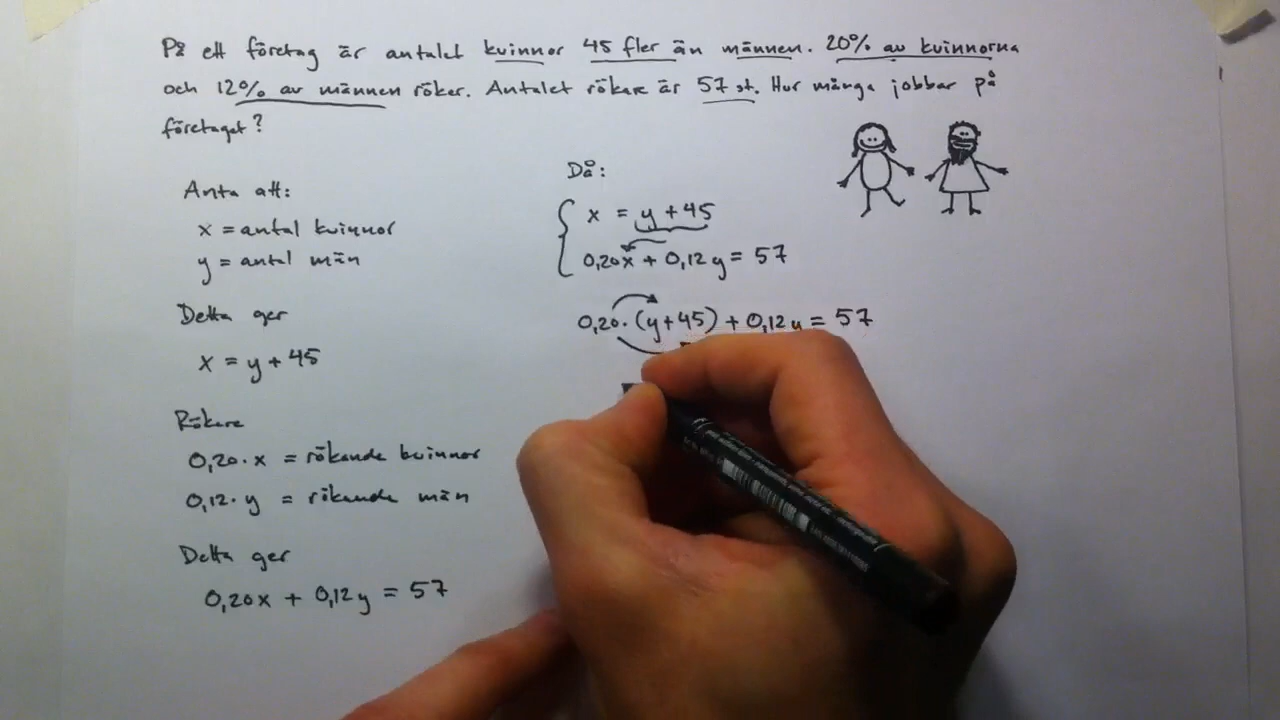 På ett företag är antalet kvinnor 45 fler än männen. 20% av kvinnorna
och 12% av männen röker. Antalet rökare är 57 st. Hur många jobbar på
företaget?
Anta att:
x = antal kvinnor
y = antal män
Detta ger
x = y + 45
Rökare
0,20·x = rökande kvinnor
0,12·y = rökande män
Detta ger
0,20x + 0,12y = 57
Då:
x = y + 45
0,20x + 0,12y = 57
0,20·(y+45) + 0,12y = 57